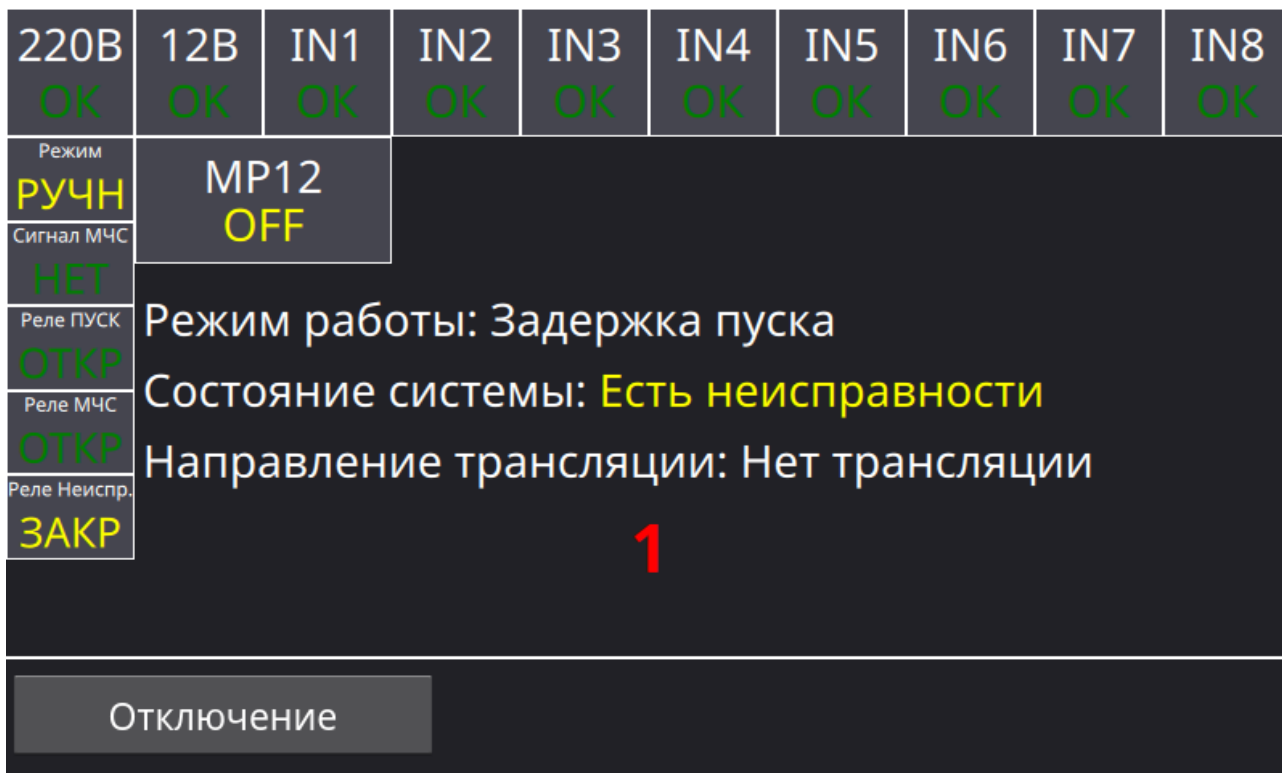 220В 12В IN1 IN2 IN3 IN4 IN5 IN6 IN7 IN8
OK OK OK OK OK OK OK OK OK OK
Режим
РУЧН
MP12
OFF
Сигнал МЧС
НЕТ
Реле ПУСК
ОТКР
Реле МЧС
ОТКР
Реле Неиспр.
ЗАКР
Режим работы: Задержка пуска
Состояние системы: Есть неисправности
Направление трансляции: Нет трансляции
1
Отключение